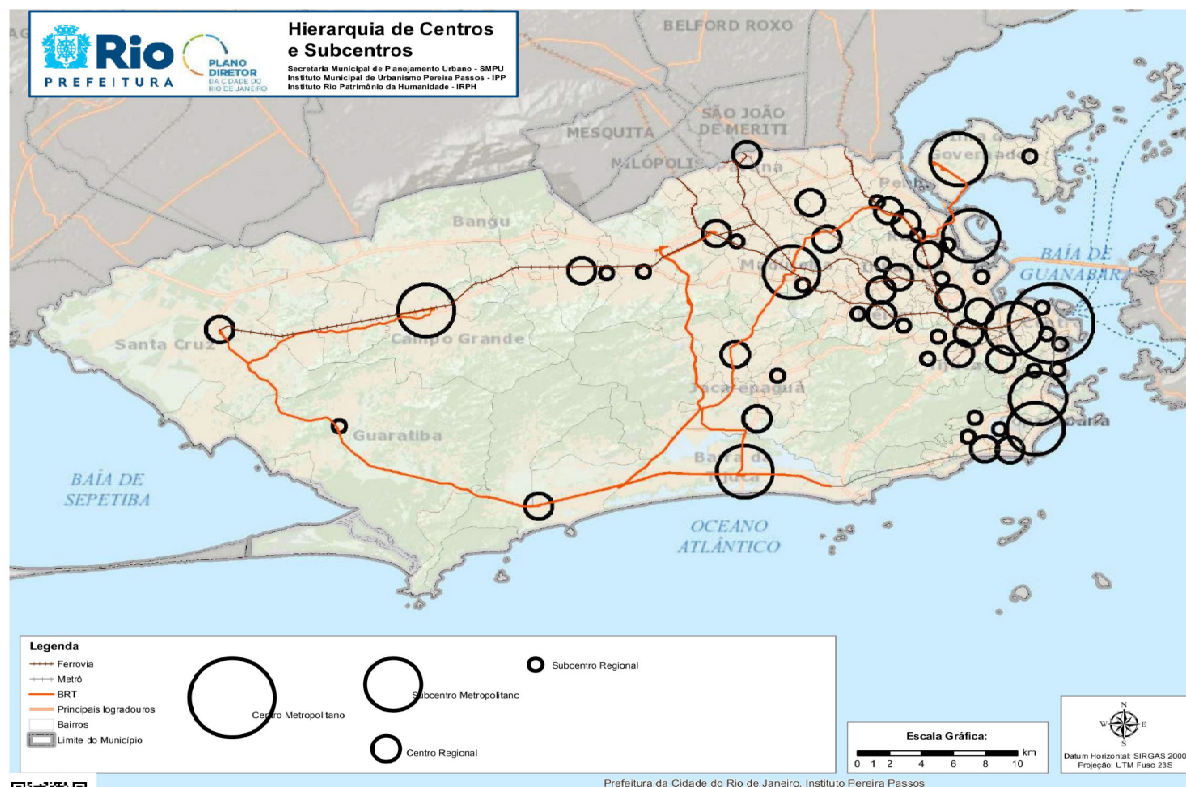 Rio
PREFEITURA
PLANO
DIRETOR
DA CIDADE DO
RIO DE JANEIRO
Hierarquia de Centros
e Subcentros
Secretaria Municipal de Planejamento Urbano - SMPU
Instituto Municipal de Urbanismo Pereira Passos - IPP
Instituto Rio Patrimônio da Humanidade - IRPH
BELFORD ROXO
SÃO JOÃO
DE MERITI
MESQUITA
Bangu
BAÍA DE
Santa Cruz
Campo Grande
Guaratiba
BAÍA DE
SEPETIBA
OCEANO
ATLÂNTICO
Legenda
Ferrovia
Metrô
BRT
Principais logradouros
Bairros
Limite do Município
Centro Metropolitano
Subcentro Metropolitano
Centro Regional
Subcentro Regional
Escala Gráfica:
km
0 1 2 4 6 8 10
N
W E
S
Datum Horizontal: SIRGAS 2000
Projeção: UTM Fuso 23S
Prefeitura da Cidade do Rio de Janeiro, Instituto Pereira Passos